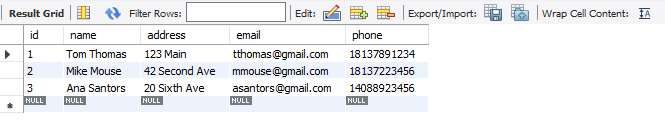 Result Grid Filter Rows: Edit: Export/Import: Wrap Cell Content: IA
id name address email phone
1 Tom Thomas 123 Main tthomas@gmail.com 18137891234
2 Mike Mouse 42 Second Ave mmouse@gmail.com 18137223456
3 Ana Santors 20 Sixth Ave asantors@gmail.com 14088923456
NULL NULL NULL NULL NULL